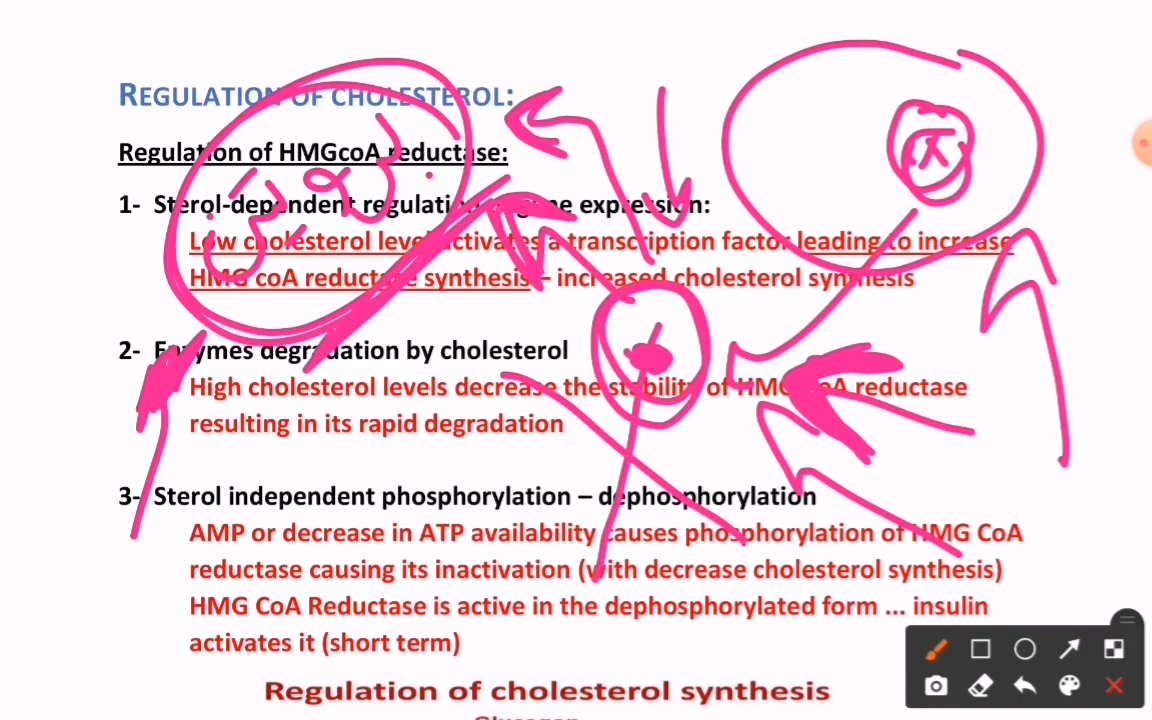 REGULATION OF CHOLESTEROL:
Regulation of HMGcoA reductase:
1- Sterol-dependent regulation of gene expression:
Low cholesterol level activates a transcription factor leading to increase
HMG coA reductase synthesis – increased cholesterol synthesis
2- Enzymes degradation by cholesterol
High cholesterol levels decrease the stability of HMG CoA reductase
resulting in its rapid degradation
3- Sterol independent phosphorylation – dephosphorylation
AMP or decrease in ATP availability causes phosphorylation of HMG CoA
reductase causing its inactivation (with decrease cholesterol synthesis)
HMG CoA Reductase is active in the dephosphorylated form ... insulin
activates it (short term)
Regulation of cholesterol synthesis
Glucagon